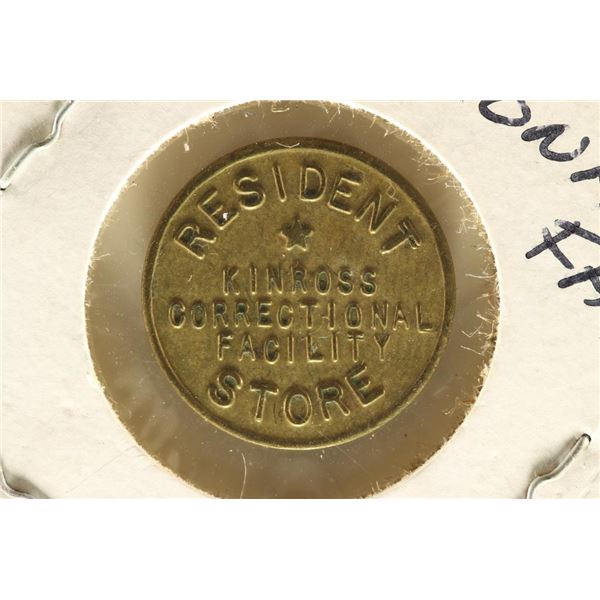 RESIDENT
KINROSS
CORRECTIONAL
FACILITY
STORE